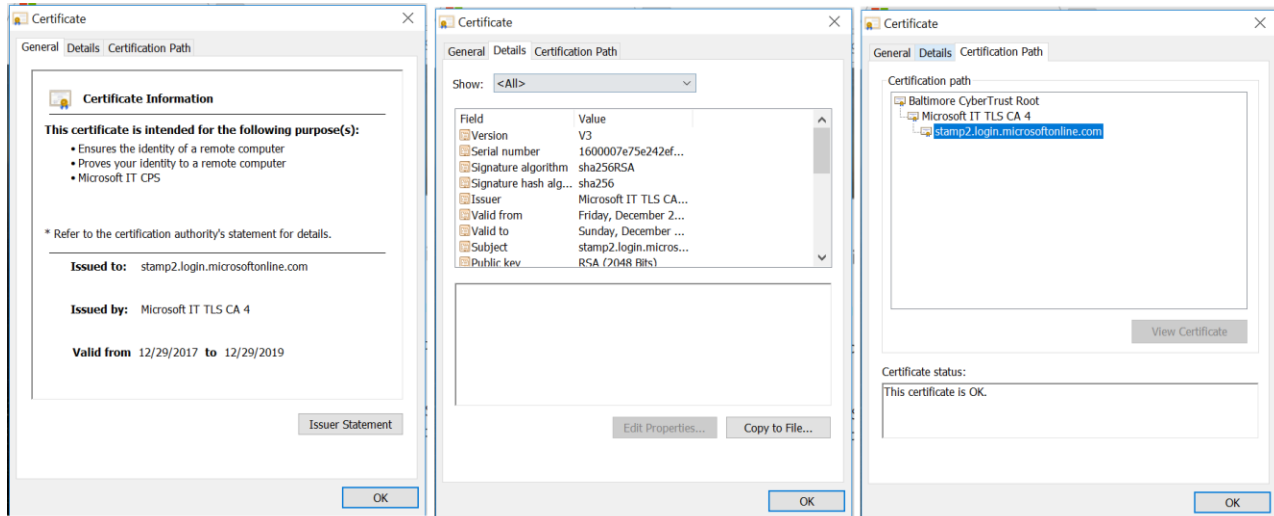 Certificate
General Details Certification Path
Certificate Information
This certificate is intended for the following purpose(s):
• Ensures the identity of a remote computer
• Proves your identity to a remote computer
• Microsoft IT CPS
* Refer to the certification authority's statement for details.
Issued to: stamp2.login.microsoftonline.com
Issued by: Microsoft IT TLS CA 4
Valid from 12/29/2017 to 12/29/2019
Issuer Statement
OK
Certificate
General Details Certification Path
Show: <All>
Field Value
Version V3
Serial number 1600007e75e242ef...
Signature algorithm sha256RSA
Signature hash alg... sha256
Issuer Microsoft IT TLS CA...
Valid from Friday, December 2...
Valid to Sunday, December ...
Subject stamp2.login.micros...
Public key RSA (2048 Bits)
Edit Properties... Copy to File...
OK
Certificate
General Details Certification Path
Certification path
Baltimore CyberTrust Root
Microsoft IT TLS CA 4
stamp2.login.microsoftonline.com
View Certificate
Certificate status:
This certificate is OK.
OK